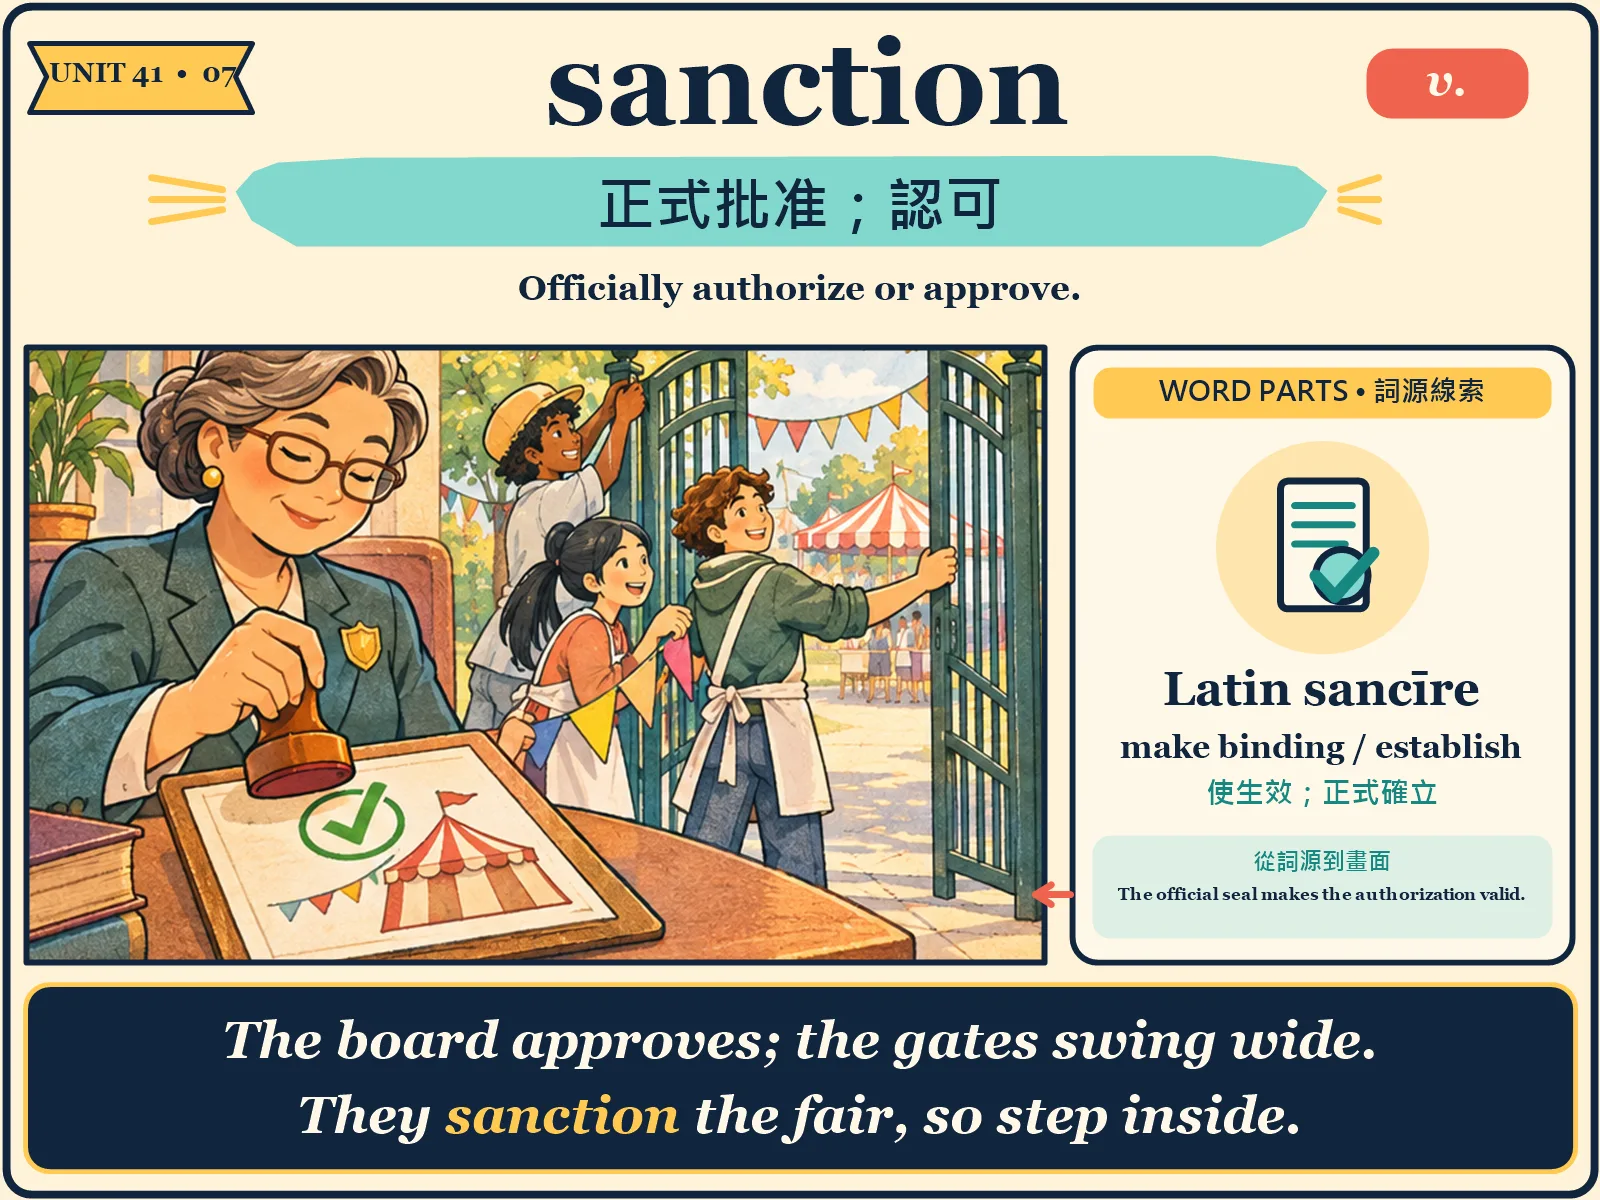 UNIT 41 • 07
sanction
v.
正式批准；認可
Officially authorize or approve.
WORD PARTS • 詞源線索
Latin sancīre
make binding / establish
使生效；正式確立
從詞源到畫面
The official seal makes the authorization valid.
The board approves; the gates swing wide.
They sanction the fair, so step inside.